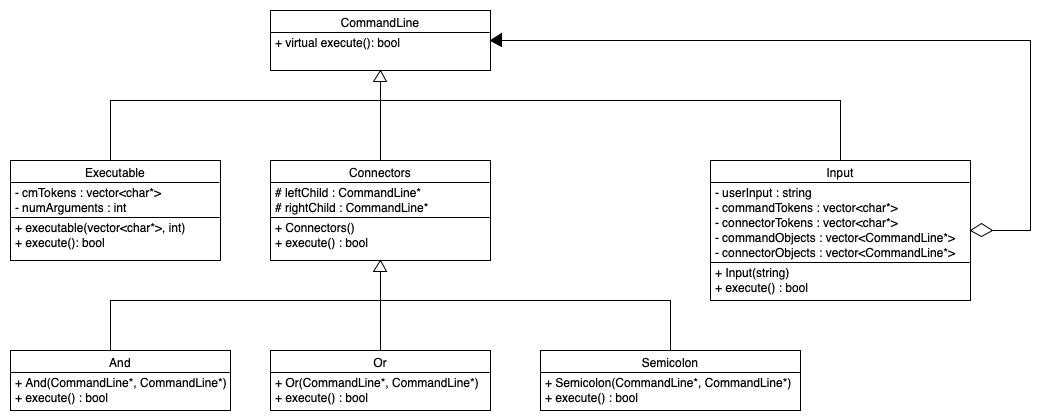 CommandLine
+ virtual execute(): bool
Executable
- cmTokens : vector<char*>
- numArguments : int
+ executable(vector<char*>, int)
+ execute(): bool
Connectors
# leftChild : CommandLine*
# rightChild : CommandLine*
+ Connectors()
+ execute() : bool
Input
- userInput : string
- commandTokens : vector<char*>
- connectorTokens : vector<char*>
- commandObjects : vector<CommandLine*>
- connectorObjects : vector<CommandLine*>
+ Input(string)
+ execute() : bool
And
+ And(CommandLine*, CommandLine*)
+ execute() : bool
Or
+ Or(CommandLine*, CommandLine*)
+ execute() : bool
Semicolon
+ Semicolon(CommandLine*, CommandLine*)
+ execute() : bool